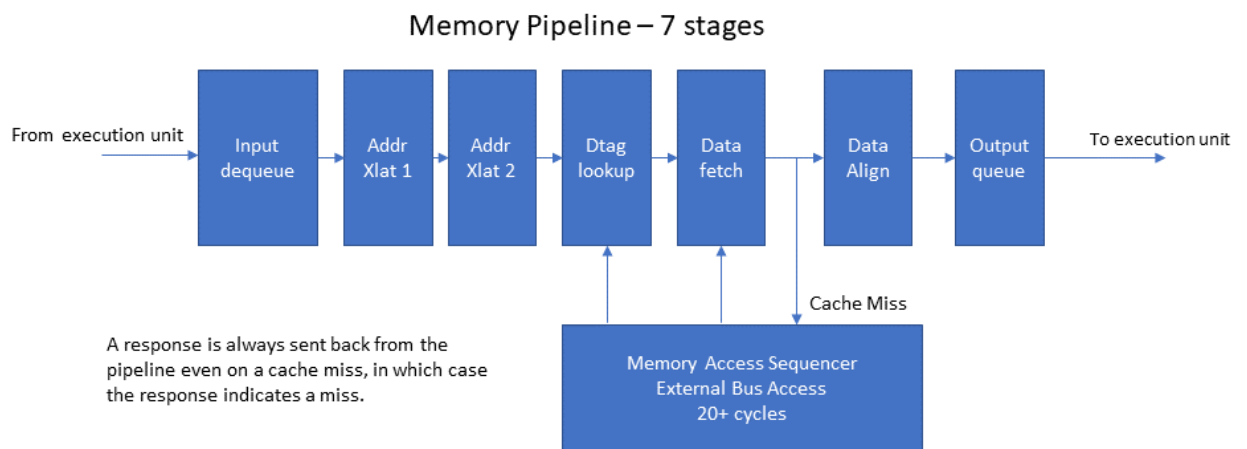 Memory Pipeline – 7 stages
From execution unit
Input
dequeue
Addr
Xlat 1
Addr
Xlat 2
Dtag
lookup
Data
fetch
Data
Align
Output
queue
To execution unit
Cache Miss
A response is always sent back from the
pipeline even on a cache miss, in which case
the response indicates a miss.
Memory Access Sequencer
External Bus Access
20+ cycles